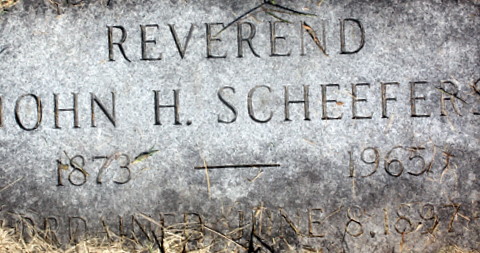 REVEREND
JOHN H. SCHEEFERS
1873 — 1965
ORDAINED JUNE 8, 1897